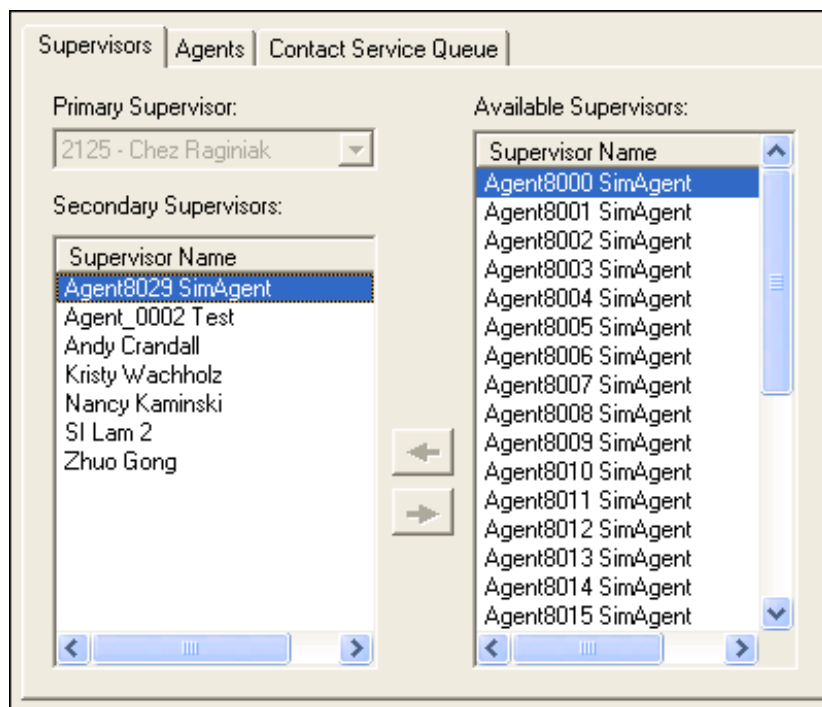 Supervisors Agents Contact Service Queue
Primary Supervisor:
2125 - Chez Raginiak
Secondary Supervisors:
Supervisor Name
Agent8029 SimAgent
Agent_0002 Test
Andy Crandall
Kristy Wachholz
Nancy Kaminski
SI Lam 2
Zhuo Gong
Available Supervisors:
Supervisor Name
Agent8000 SimAgent
Agent8001 SimAgent
Agent8002 SimAgent
Agent8003 SimAgent
Agent8004 SimAgent
Agent8005 SimAgent
Agent8006 SimAgent
Agent8007 SimAgent
Agent8008 SimAgent
Agent8009 SimAgent
Agent8010 SimAgent
Agent8011 SimAgent
Agent8012 SimAgent
Agent8013 SimAgent
Agent8014 SimAgent
Agent8015 SimAgent